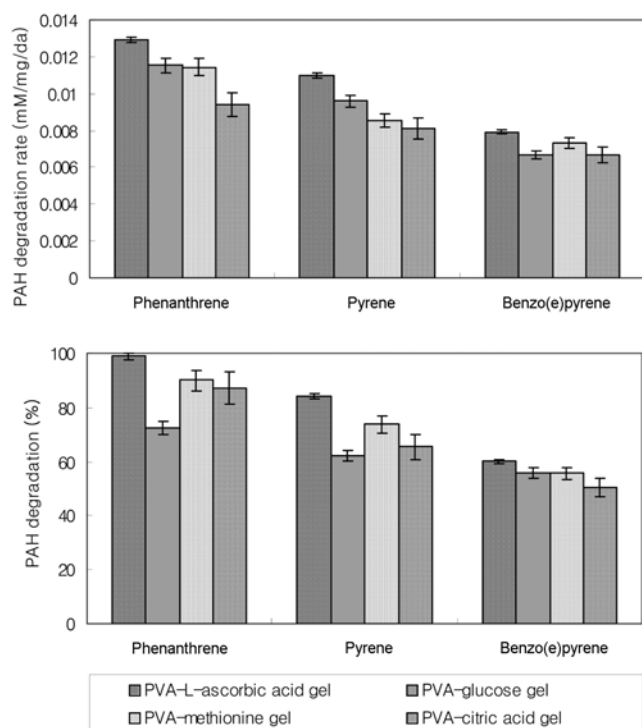 PAH degradation rate (mM/mg/da)
0.014
0.012
0.01
0.008
0.006
0.004
0.002
0
Phenanthrene Pyrene Benzo(e)pyrene
PAH degradation (%)
100
80
60
40
20
0
Phenanthrene Pyrene Benzo(e)pyrene
PVA-L-ascorbic acid gel PVA-glucose gel
PVA-methionine gel PVA-citric acid gel